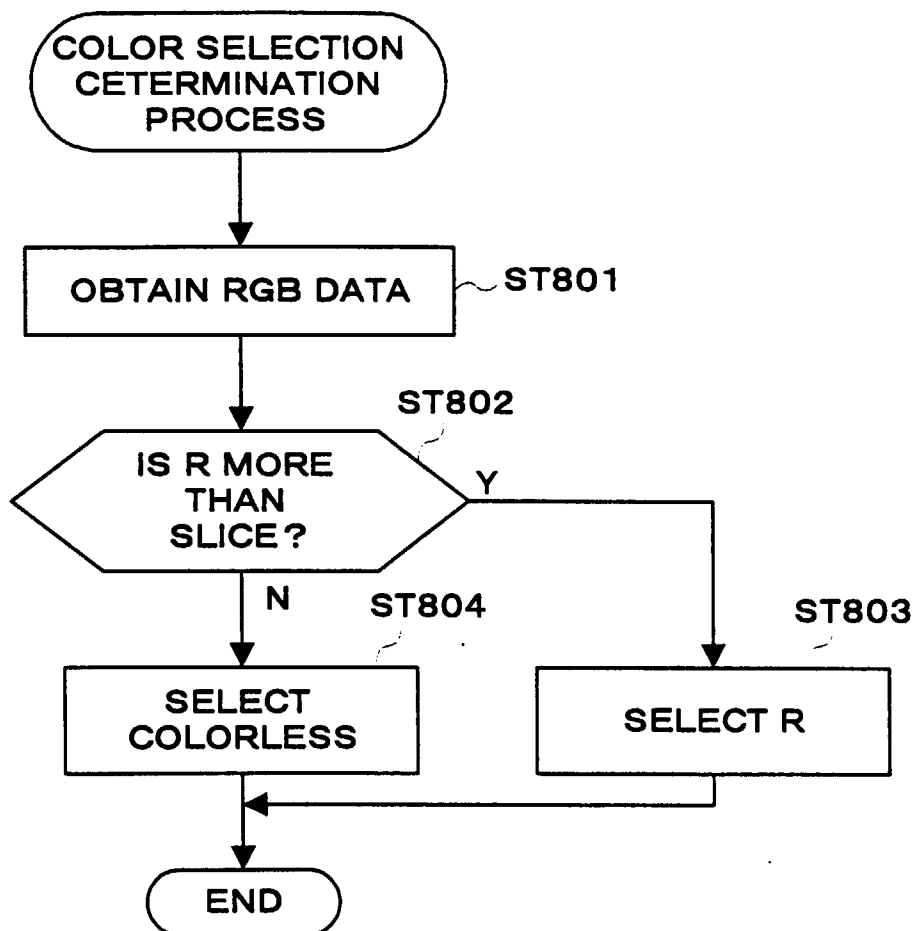 COLOR SELECTION
CETERMINATION
PROCESS
OBTAIN RGB DATA
ST801
ST802
IS R MORE
THAN
SLICE?
Y
N
ST804
ST803
SELECT
COLORLESS
SELECT R
END